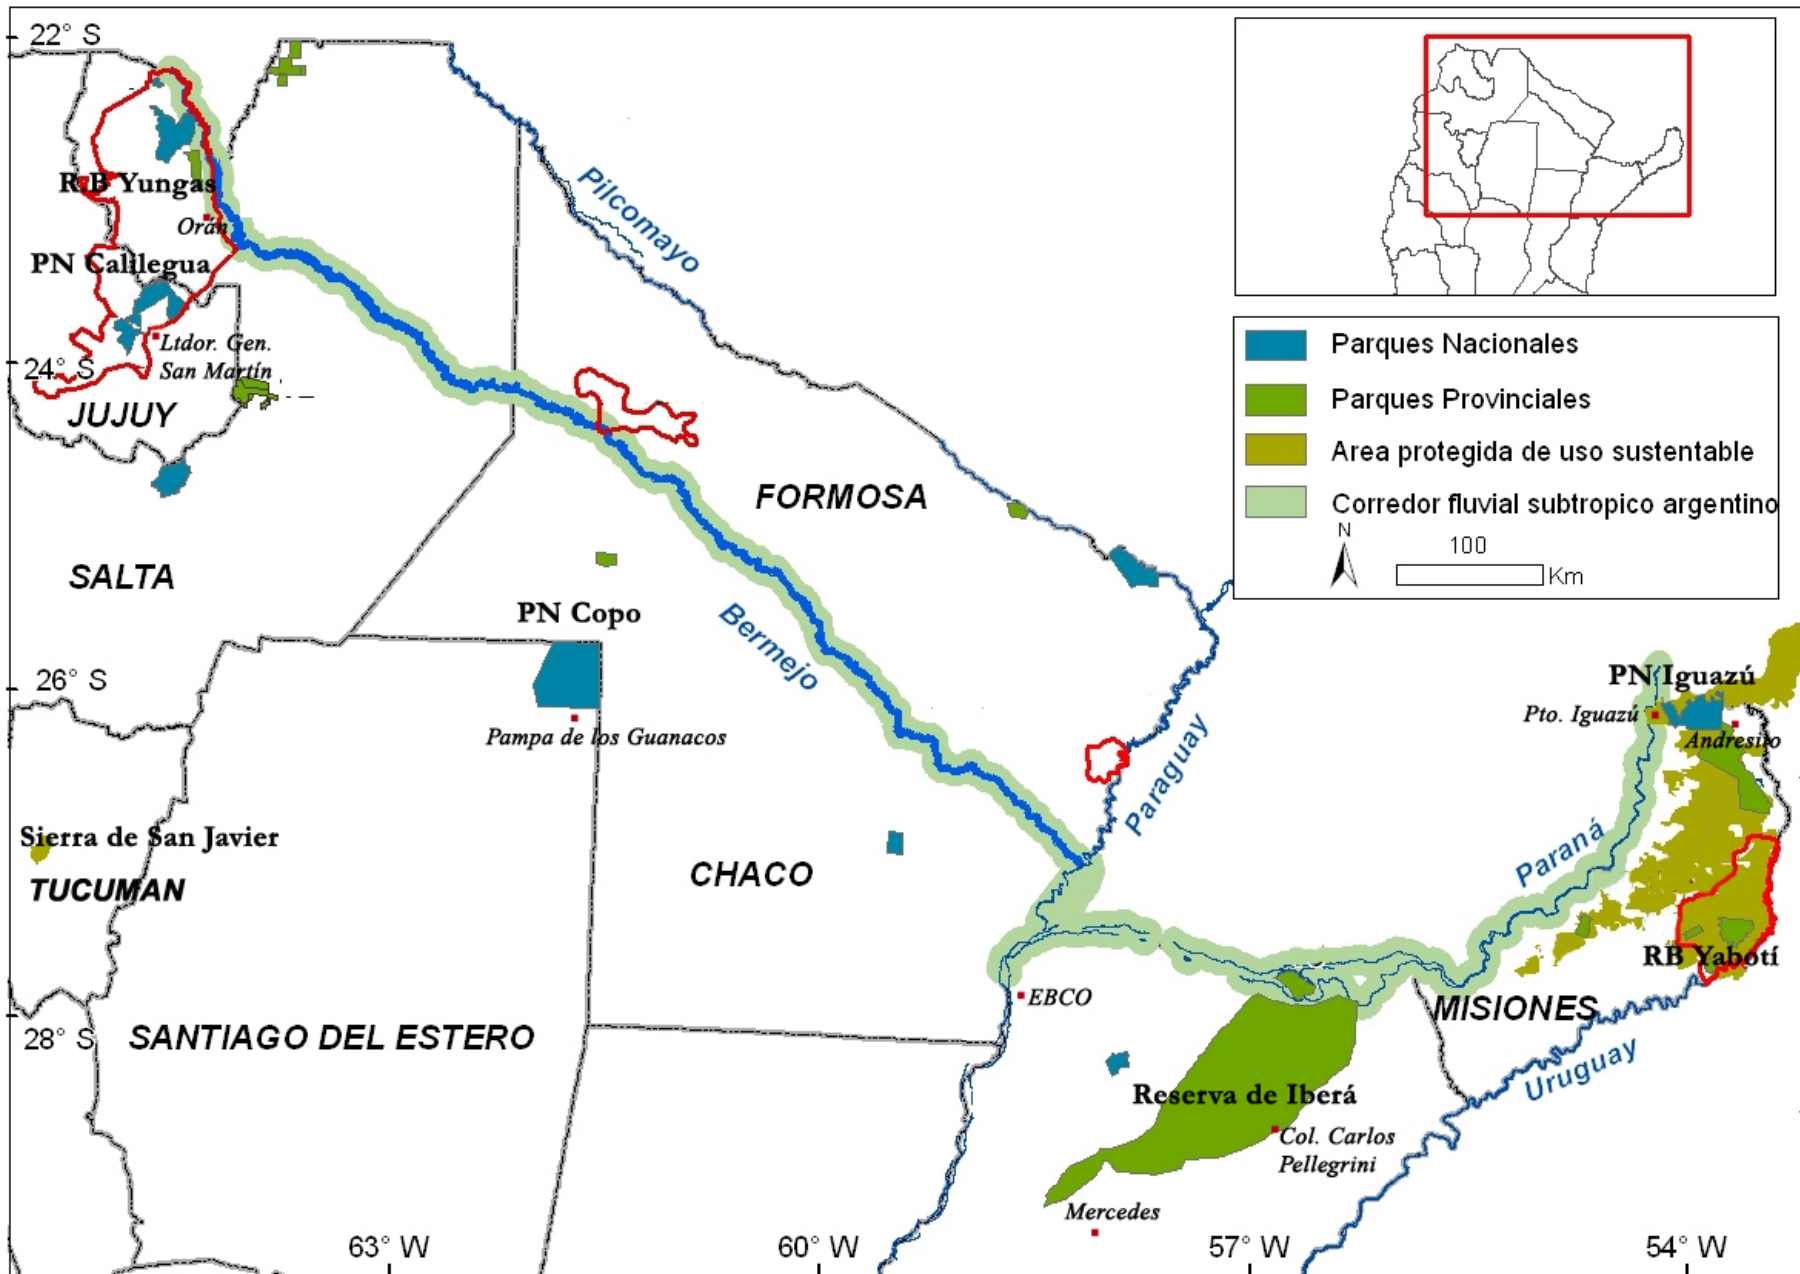 22° S
Parques Nacionales
Parques Provinciales
Area protegida de uso sustentable
Corredor fluvial subtropico argentino
N
100
Km
Pilcomayo
R.B Yungas
Orán
PN Calilegua
Ltdor. Gen.
San Martín
24° S
JUJUY
FORMOSA
SALTA
PN Copo
Bermejo
26° S
PN Iguazú
Pto. Iguazú
Andresito
Pampa de los Guanacos
Paraguay
Sierra de San Javier
TUCUMAN
CHACO
Paraná
RB Yabotí
EBCO
MISIONES
28° S
SANTIAGO DEL ESTERO
Uruguay
Reserva de Iberá
Col. Carlos
Pellegrini
Mercedes
63° W
60° W
57° W
54° W